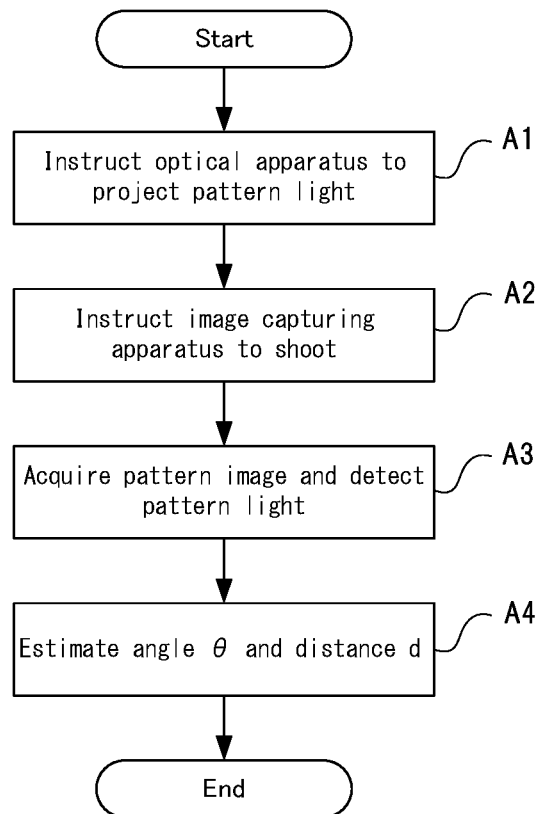 Start
A1
Instruct optical apparatus to
project pattern light
A2
Instruct image capturing
apparatus to shoot
A3
Acquire pattern image and detect
pattern light
A4
Estimate angle θ and distance d
End